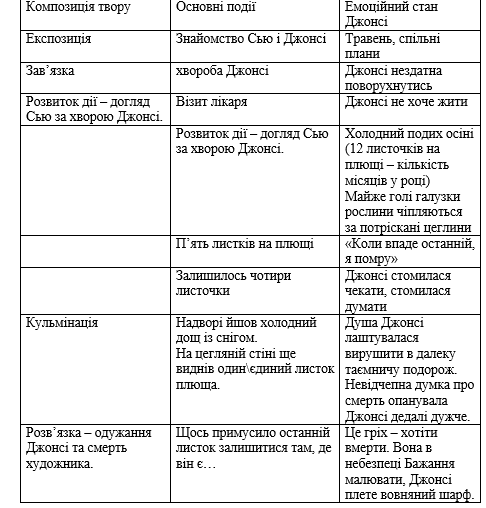 Композиція твору
Основні події
Емоційний стан
Джонсі
Експозиція
Знайомство Сью і Джонсі
Травень, спільні
плани
Зав’язка
хвороба Джонсі
Джонсі нездатна
поворухнутись
Розвиток дії – догляд
Сью за хворою Джонсі.
Візит лікаря
Джонсі не хоче жити
Розвиток дії – догляд Сью
за хворою Джонсі.
Холодний подих осіні
(12 листочків на
плющі – кількість
місяців у році)
Майже голі галузки
рослини чіпляються
за потріскані цеглини
П’ять листків на плющі
«Коли впаде останній,
я помру»
Залишилось чотири
листочки
Джонсі стомилася
чекати, стомилася
думати
Кульмінація
Надворі йшов холодний
дощ із снігом.
На цегляній стіні ще
виднів один\єдиний листок
плюща.
Душа Джонсі
лаштувалася
вирушити в далеку
таємничу подорож.
Невідчепна думка про
смерть опанувала
Джонсі дедалі дужче.
Розв’язка – одужання
Джонсі та смерть
художника.
Щось примусило останній
листок залишитися там, де
він є…
Це гріх – хотіти
вмерти. Вона в
небезпеці Бажання
малювати, Джонсі
плете вовняний шарф.